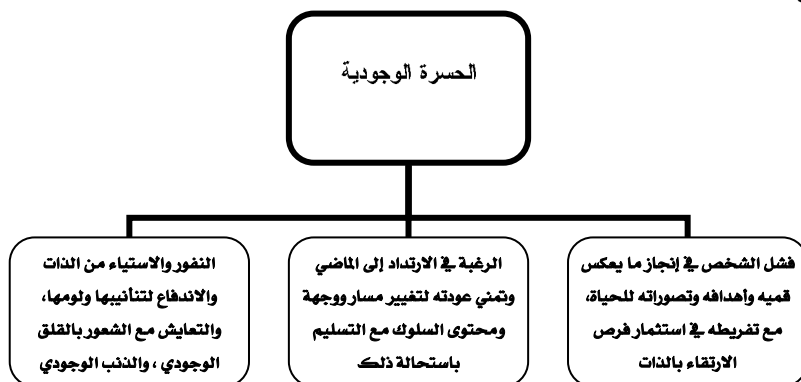 الحسرة الوجودية
فشل الشخص في إنجاز ما يعكس
قميه وأهدافه وتصوراته للحياة،
مع تفريطه في استثمار فرص
الارتقاء بالذات
الرغبة في الارتداد إلى الماضي
وتمني عودته لتغيير مسار ووجهة
ومحتوى السلوك مع التسليم
باستحالة ذلك
النفور والاستياء من الذات
والاندفاع لتأنيبها ولومها،
والتعايش مع الشعور بالقلق
الوجودي ، والذنب الوجودي